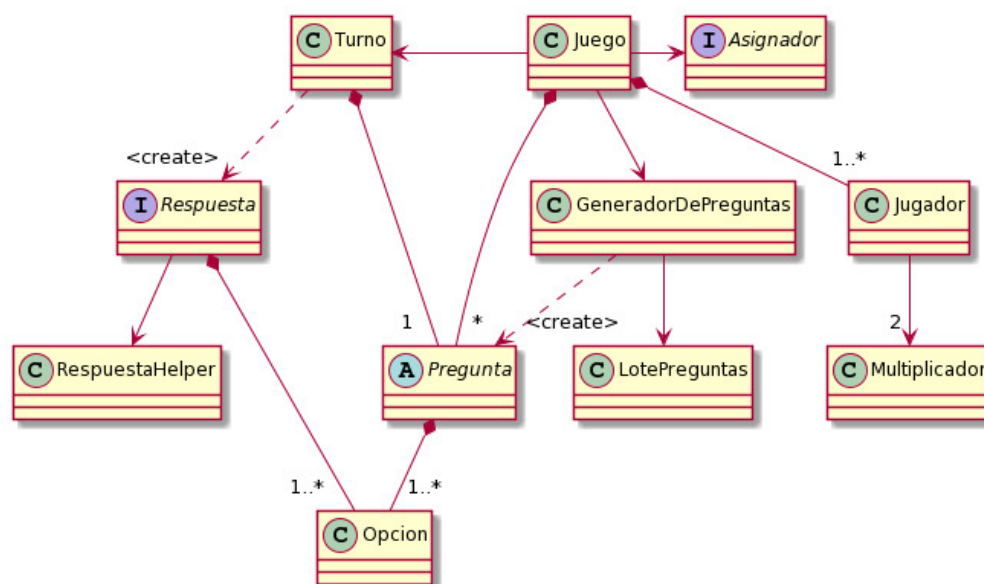 C Turno
C Juego
I Asignador
<create>
1..*
I Respuesta
C GeneradorDePreguntas
C Jugador
1
*
<create>
2
C RespuestaHelper
A Pregunta
C LotePreguntas
C Multiplicador
1..*
1..*
C Opcion